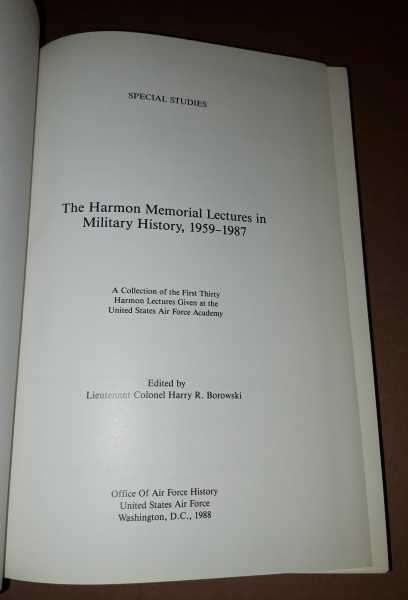 SPECIAL STUDIES
The Harmon Memorial Lectures in
Military History, 1959–1987
A Collection of the First Thirty
Harmon Lectures Given at the
United States Air Force Academy
Edited by
Lieutenant Colonel Harry R. Borowski
Office Of Air Force History
United States Air Force
Washington, D.C., 1988